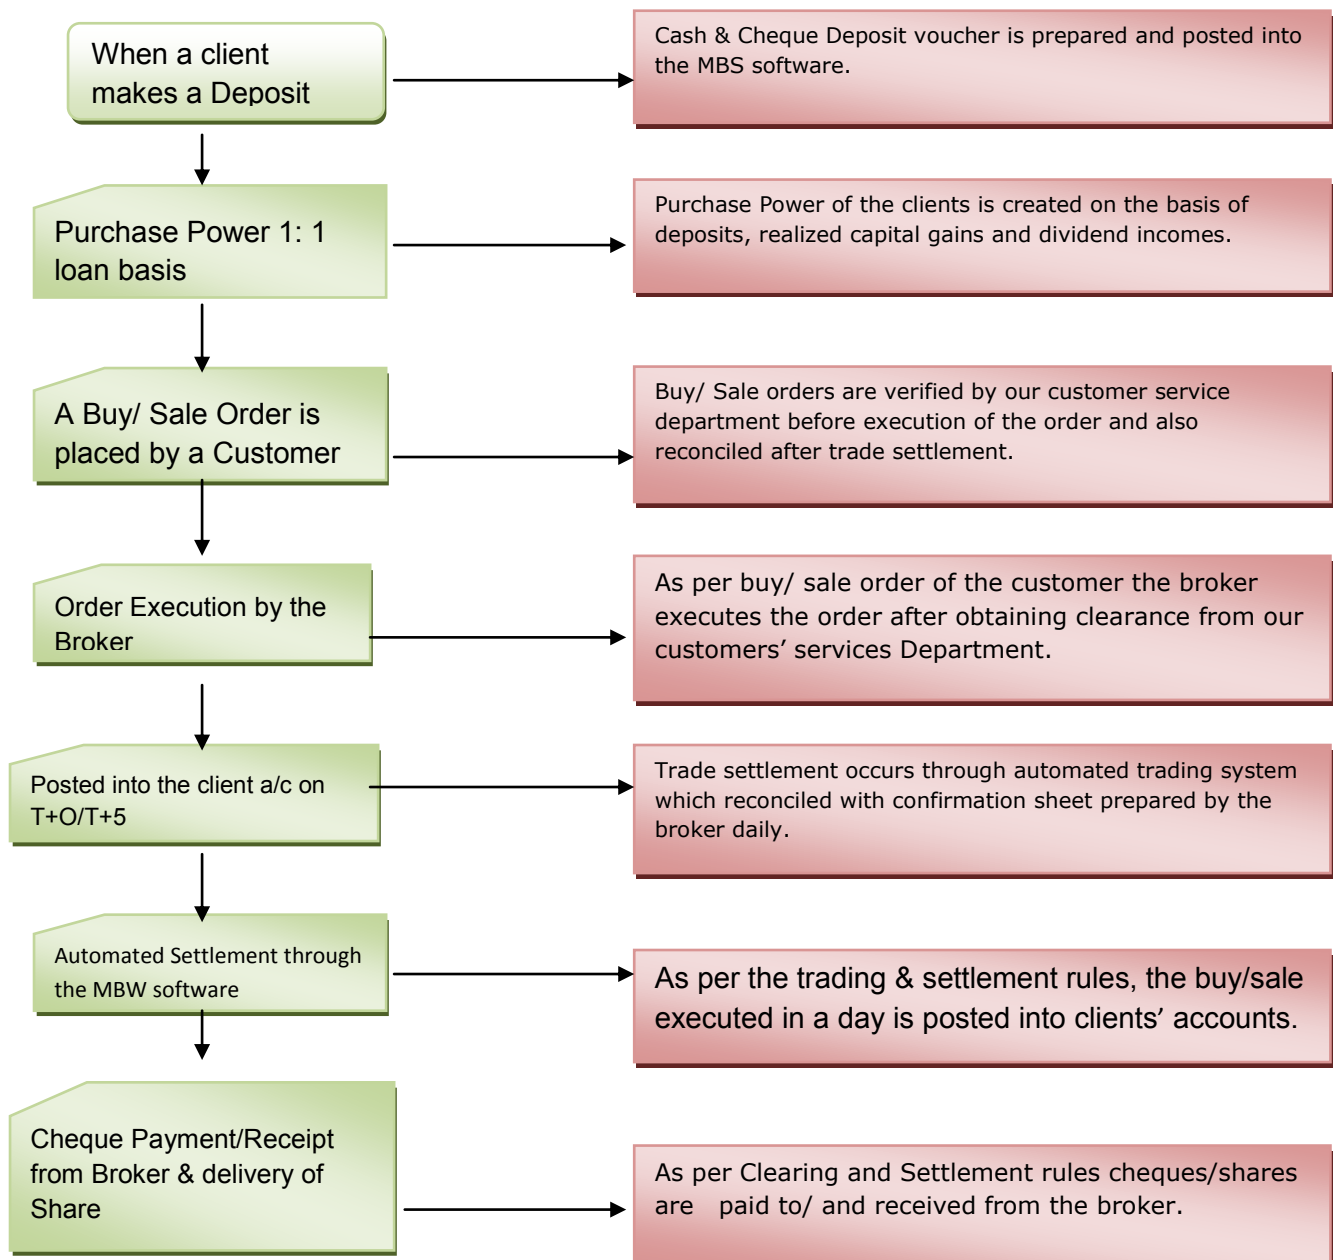 When a client
makes a Deposit
Cash & Cheque Deposit voucher is prepared and posted into
the MBS software.
Purchase Power 1: 1
loan basis
Purchase Power of the clients is created on the basis of
deposits, realized capital gains and dividend incomes.
A Buy/ Sale Order is
placed by a Customer
Buy/ Sale orders are verified by our customer service
department before execution of the order and also
reconciled after trade settlement.
Order Execution by the
Broker
As per buy/ sale order of the customer the broker
executes the order after obtaining clearance from our
customers’ services Department.
Posted into the client a/c on
T+O/T+5
Trade settlement occurs through automated trading system
which reconciled with confirmation sheet prepared by the
broker daily.
Automated Settlement through
the MBW software
As per the trading & settlement rules, the buy/sale
executed in a day is posted into clients’ accounts.
Cheque Payment/Receipt
from Broker & delivery of
Share
As per Clearing and Settlement rules cheques/shares
are paid to/ and received from the broker.